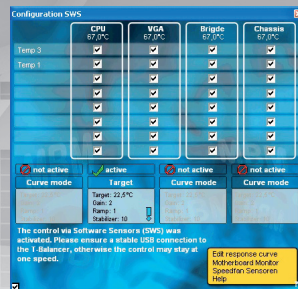 Configuration SWS
CPU VGA Brigde Chassis
67,0°C 67,0°C 67,0°C 67,0°C
Temp 3
Temp 1
not active active not active not active
Curve mode Target Curve mode Curve mode
Target: 22,5°C
Gain: 2
Ramp: 1
Stabilizer: 10
The control via Software Sensors (SWS) was
activated. Please ensure a stable USB connection to
the T-Balancer, otherwise the control may stay at
one speed.
Edit response curve
Motherboard Monitor
Speedfan Sensoren
Help